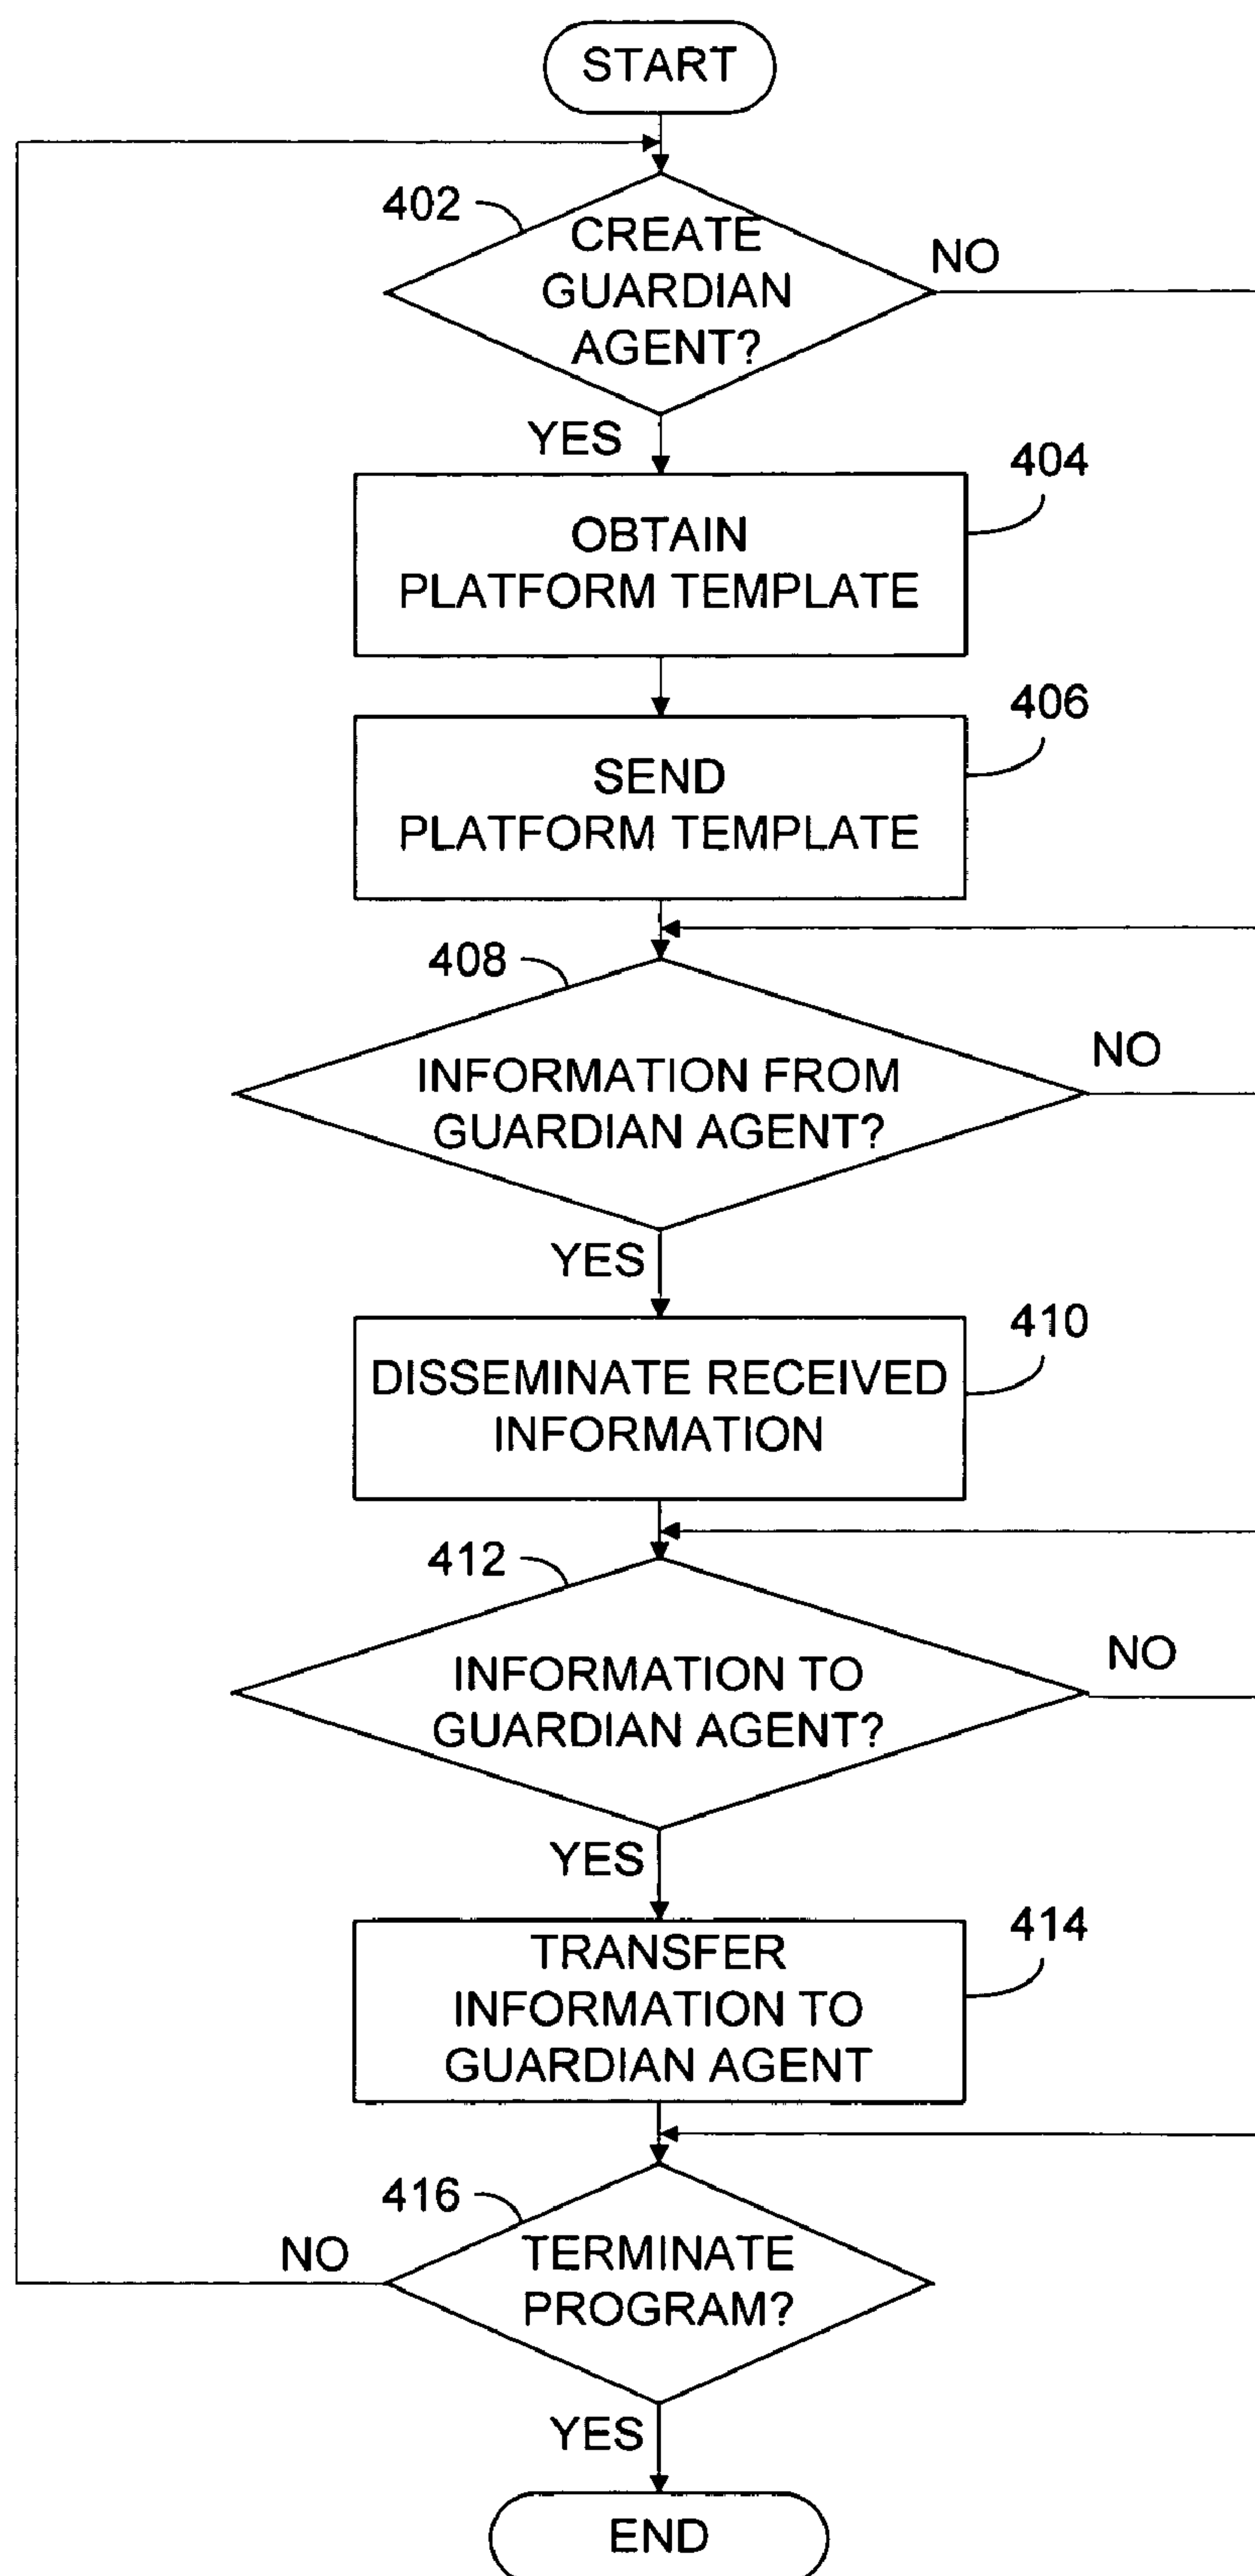 START
402
CREATE
GUARDIAN
AGENT?
NO
YES
404
OBTAIN
PLATFORM TEMPLATE
406
SEND
PLATFORM TEMPLATE
408
INFORMATION FROM
GUARDIAN AGENT?
NO
YES
410
DISSEMINATE RECEIVED
INFORMATION
412
INFORMATION TO
GUARDIAN AGENT?
NO
YES
414
TRANSFER
INFORMATION TO
GUARDIAN AGENT
416
TERMINATE
PROGRAM?
NO
YES
END